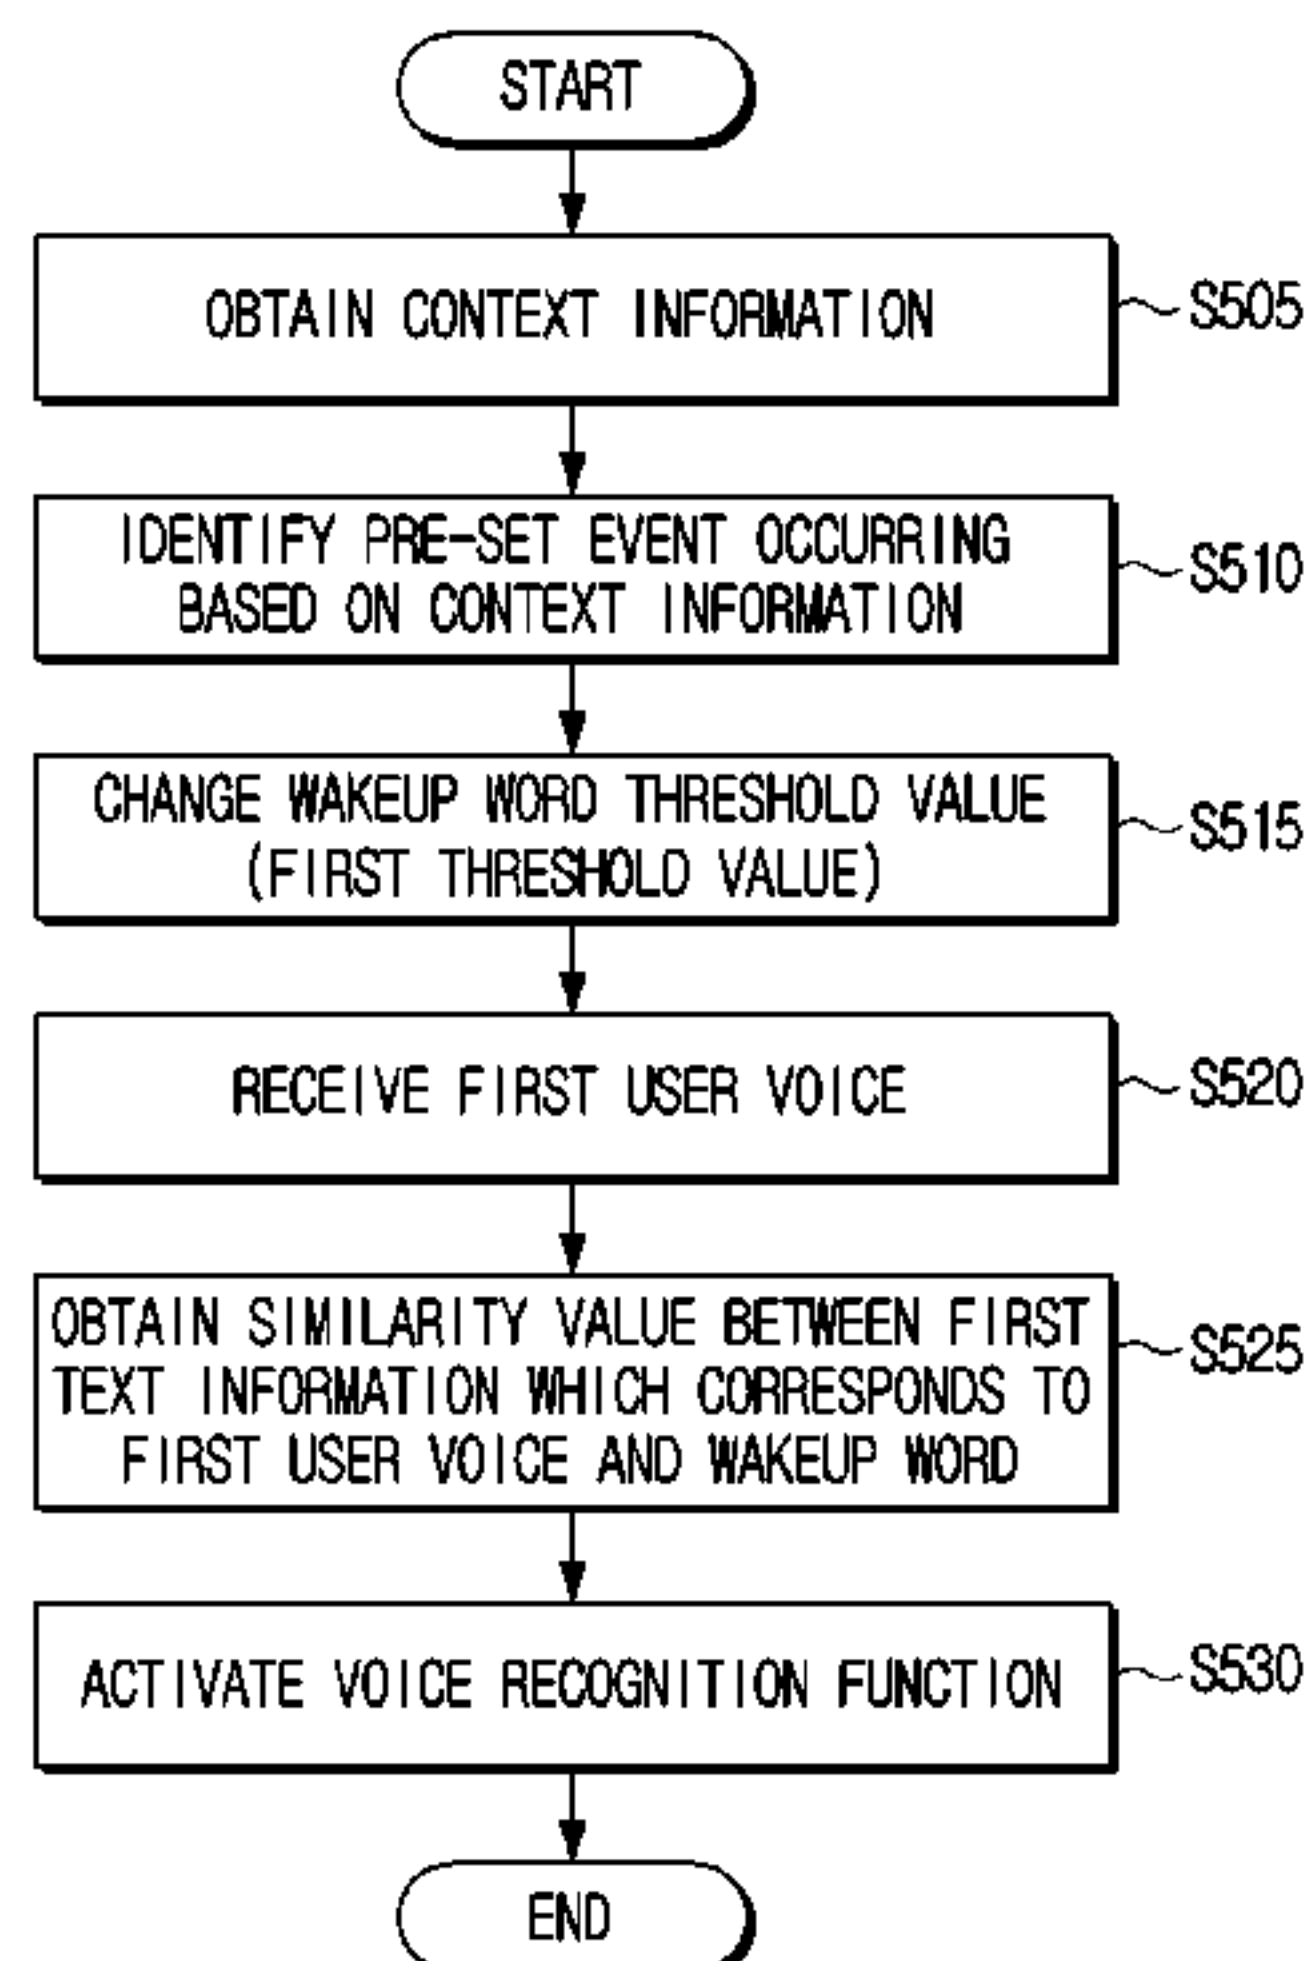 START
OBTAIN CONTEXT INFORMATION
S505
IDENTIFY PRE-SET EVENT OCCURRING
BASED ON CONTEXT INFORMATION
S510
CHANGE WAKEUP WORD THRESHOLD VALUE
(FIRST THRESHOLD VALUE)
S515
RECEIVE FIRST USER VOICE
S520
OBTAIN SIMILARITY VALUE BETWEEN FIRST
TEXT INFORMATION WHICH CORRESPONDS TO
FIRST USER VOICE AND WAKEUP WORD
S525
ACTIVATE VOICE RECOGNITION FUNCTION
S530
END